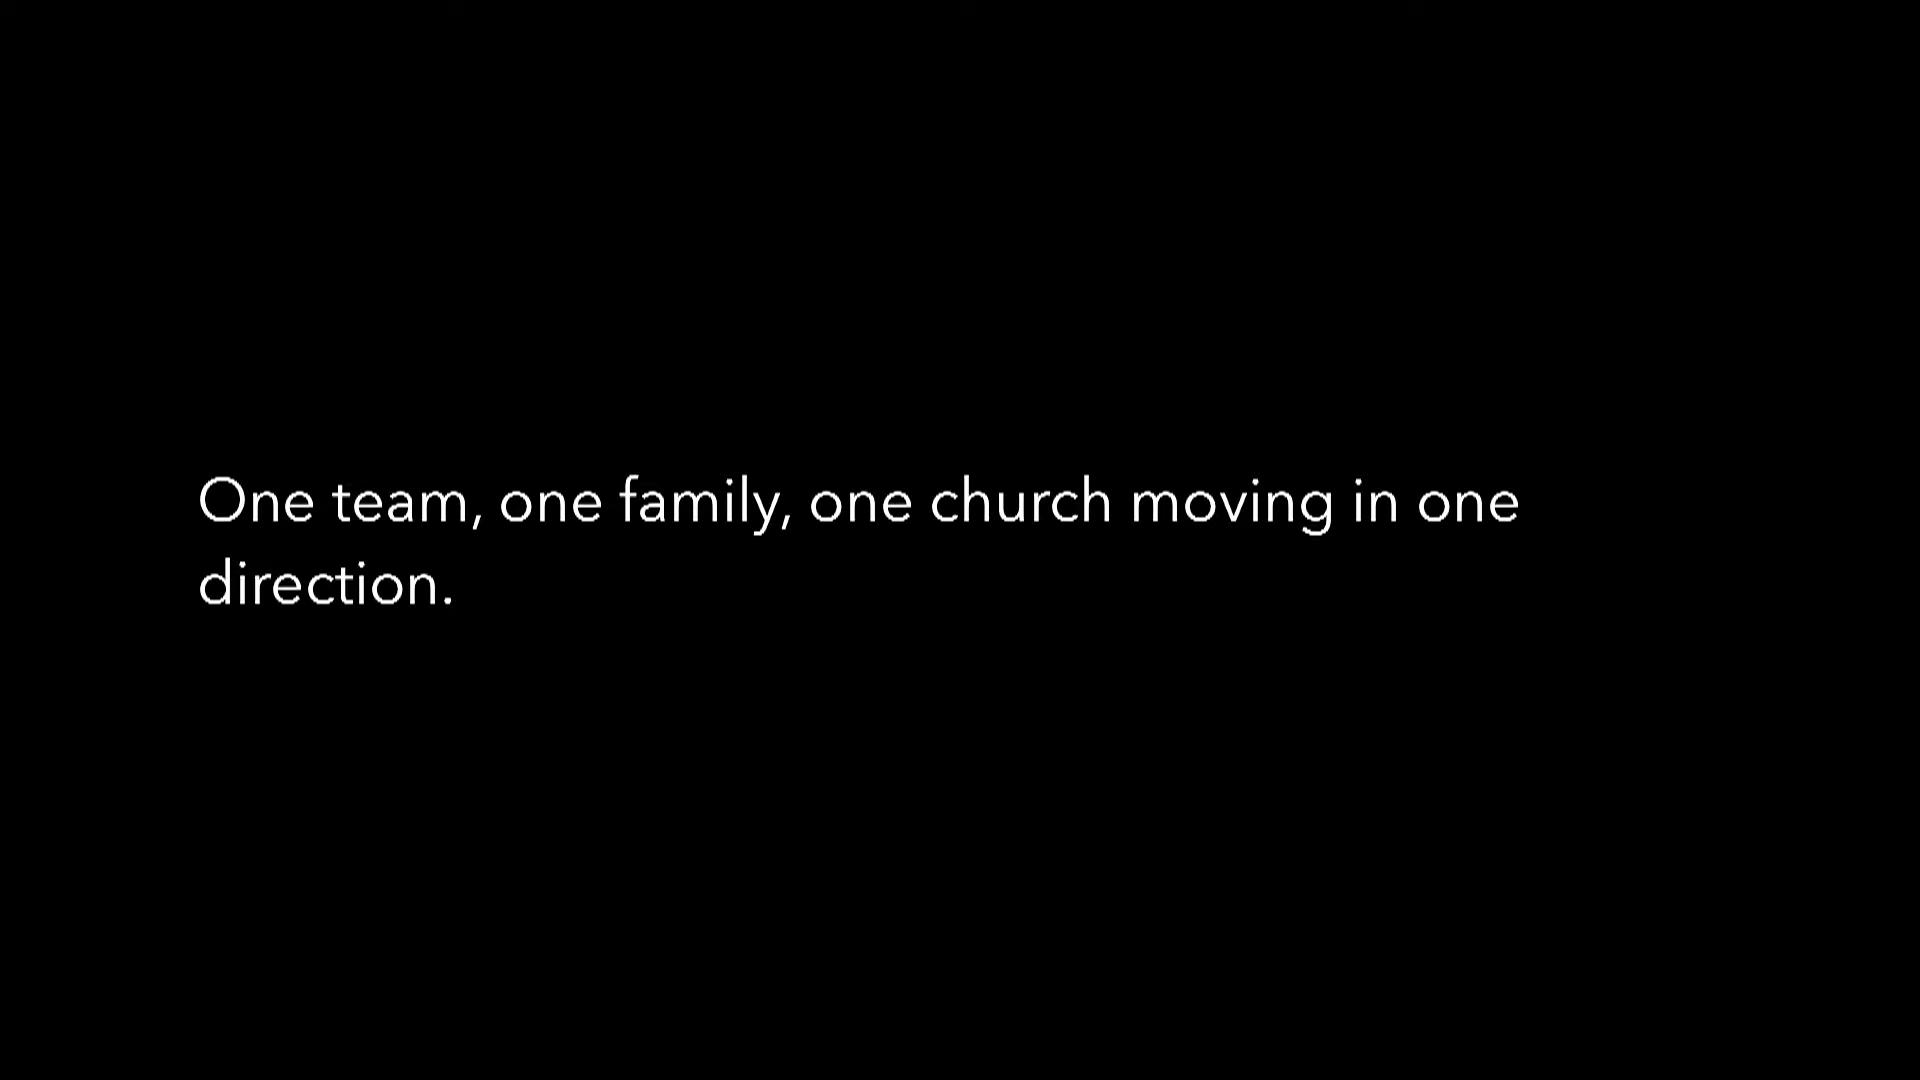 One team, one family, one church moving in one
direction.